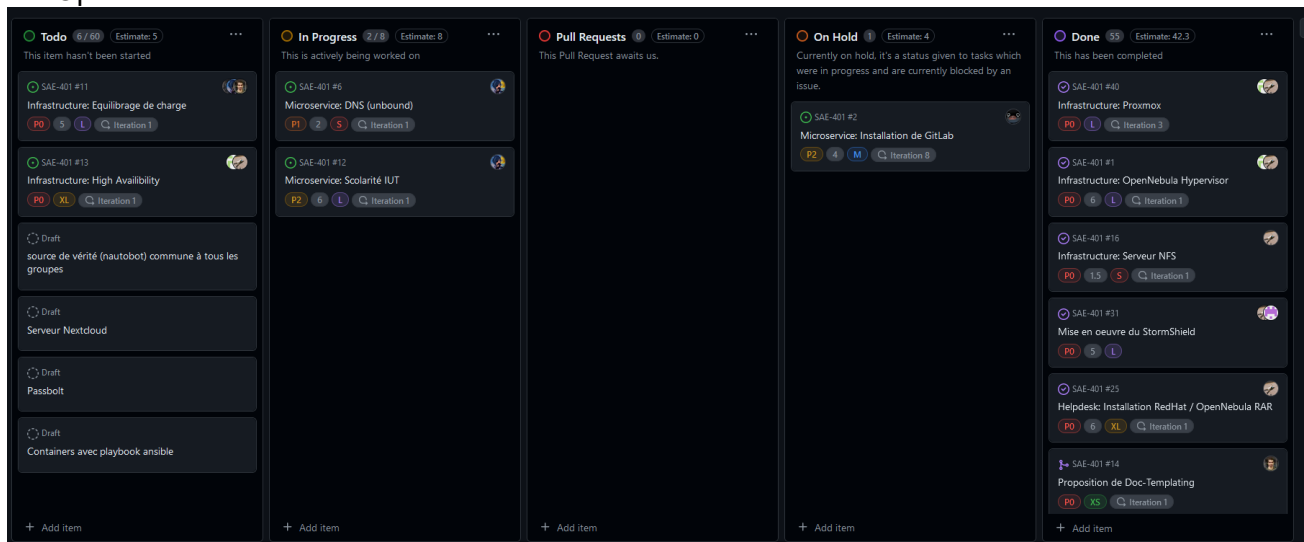 Todo 6 / 60 Estimate: 5 ...
This item hasn't been started
SAE-401 #11
Infrastructure: Equilibrage de charge
P0 5 L Iteration 1
SAE-401 #13
Infrastructure: High Availibility
P0 XL Iteration 1
Draft
source de vérité (nautobot) commune à tous les
groupes
Draft
Serveur Nextcloud
Draft
Passbolt
Draft
Containers avec playbook ansible
+ Add item
In Progress 2 / 8 Estimate: 8 ...
This is actively being worked on
SAE-401 #6
Microservice: DNS (unbound)
P1 2 S Iteration 1
SAE-401 #12
Microservice: Scolarité IUT
P2 6 L Iteration 1
+ Add item
Pull Requests 0 Estimate: 0 ...
This Pull Request awaits us.
+ Add item
On Hold 1 Estimate: 4 ...
Currently on hold, it's a status given to tasks which
were in progress and are currently blocked by an
issue.
SAE-401 #2
Microservice: Installation de GitLab
P2 4 M Iteration 8
+ Add item
Done 55 Estimate: 42.3 ...
This has been completed
SAE-401 #40
Infrastructure: Proxmox
P0 L Iteration 3
SAE-401 #1
Infrastructure: OpenNebula Hypervisor
P0 6 L Iteration 1
SAE-401 #16
Infrastructure: Serveur NFS
P0 1.5 S Iteration 1
SAE-401 #31
Mise en oeuvre du StormShield
P0 5 L
SAE-401 #25
Helpdesk: Installation RedHat / OpenNebula RAR
P0 6 XL Iteration 1
SAE-401 #14
Proposition de Doc-Templating
P0 XS Iteration 1
+ Add item